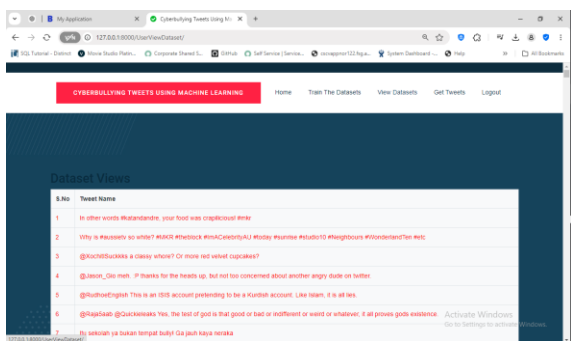 My Application
Cyberbullying Tweets Using Ma
127.0.0.1:8000/UserViewDataset/
SQL Tutorial - Distinct
Movie Studio Platin...
Corporate Shared S...
GitHub
Self Service | Service...
System Dashboard -...
Help
All Bookmarks
CYBERBULLYING TWEETS USING MACHINE LEARNING
Home
Train The Datasets
View Datasets
Get Tweets
Logout
Dataset Views
S.No Tweet Name
1 In other words #katandandre, your food was crapilicious! #mkr
2 Why is #aussietv so white? #MKR #theblock #ImACelebrityAU #today #sunrise #studio10 #Neighbours #WonderlandTen #etc
3 @XochitlSuckkks a classy whore? Or more red velvet cupcakes?
4 @Jason_Gio meh. :P thanks for the heads up, but not too concerned about another angry dude on twitter.
5 @RudhoeEnglish This is an ISIS account pretending to be a Kurdish account. Like Islam, it is all lies.
6 @Raja5aab @Quickieleaks Yes, the test of god is that good or bad or indifferent or weird or whatever, it all proves gods existence.
7 Itu sekolah ya bukan tempat bully! Ga jauh kaya neraka
Activate Windows
Go to Settings to activate Windows.
127.0.0.1:8000/UserViewDataset/